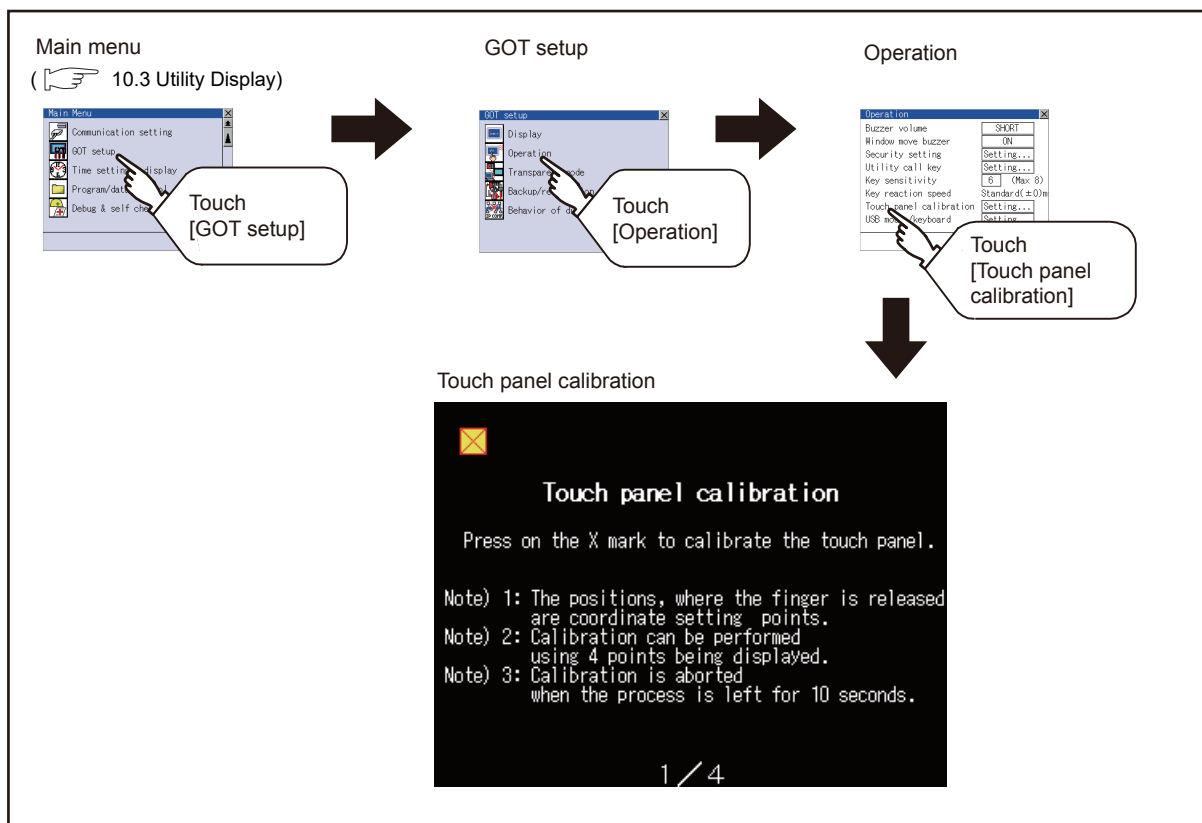 Main menu
( 10.3 Utility Display)
Main Menu
Communication setting
GOT setup
Time setting display
Program/dat
Debug & self ch
Touch
[GOT setup]
GOT setup
GOT setup
Display
Operation
Transpare mode
Backup/re on
Behavior of d
Touch
[Operation]
Operation
Operation
Buzzer volume SHORT
Window move buzzer ON
Security setting Setting...
Utility call key Setting...
Key sensitivity 6 (Max 8)
Key reaction speed Standard(±0)m
Touch panel calibration Setting...
USB mo /keyboard Setting
Touch
[Touch panel
calibration]
Touch panel calibration
Touch panel calibration
Press on the X mark to calibrate the touch panel.
Note) 1: The positions, where the finger is released
are coordinate setting points.
Note) 2: Calibration can be performed
using 4 points being displayed.
Note) 3: Calibration is aborted
when the process is left for 10 seconds.
1/4